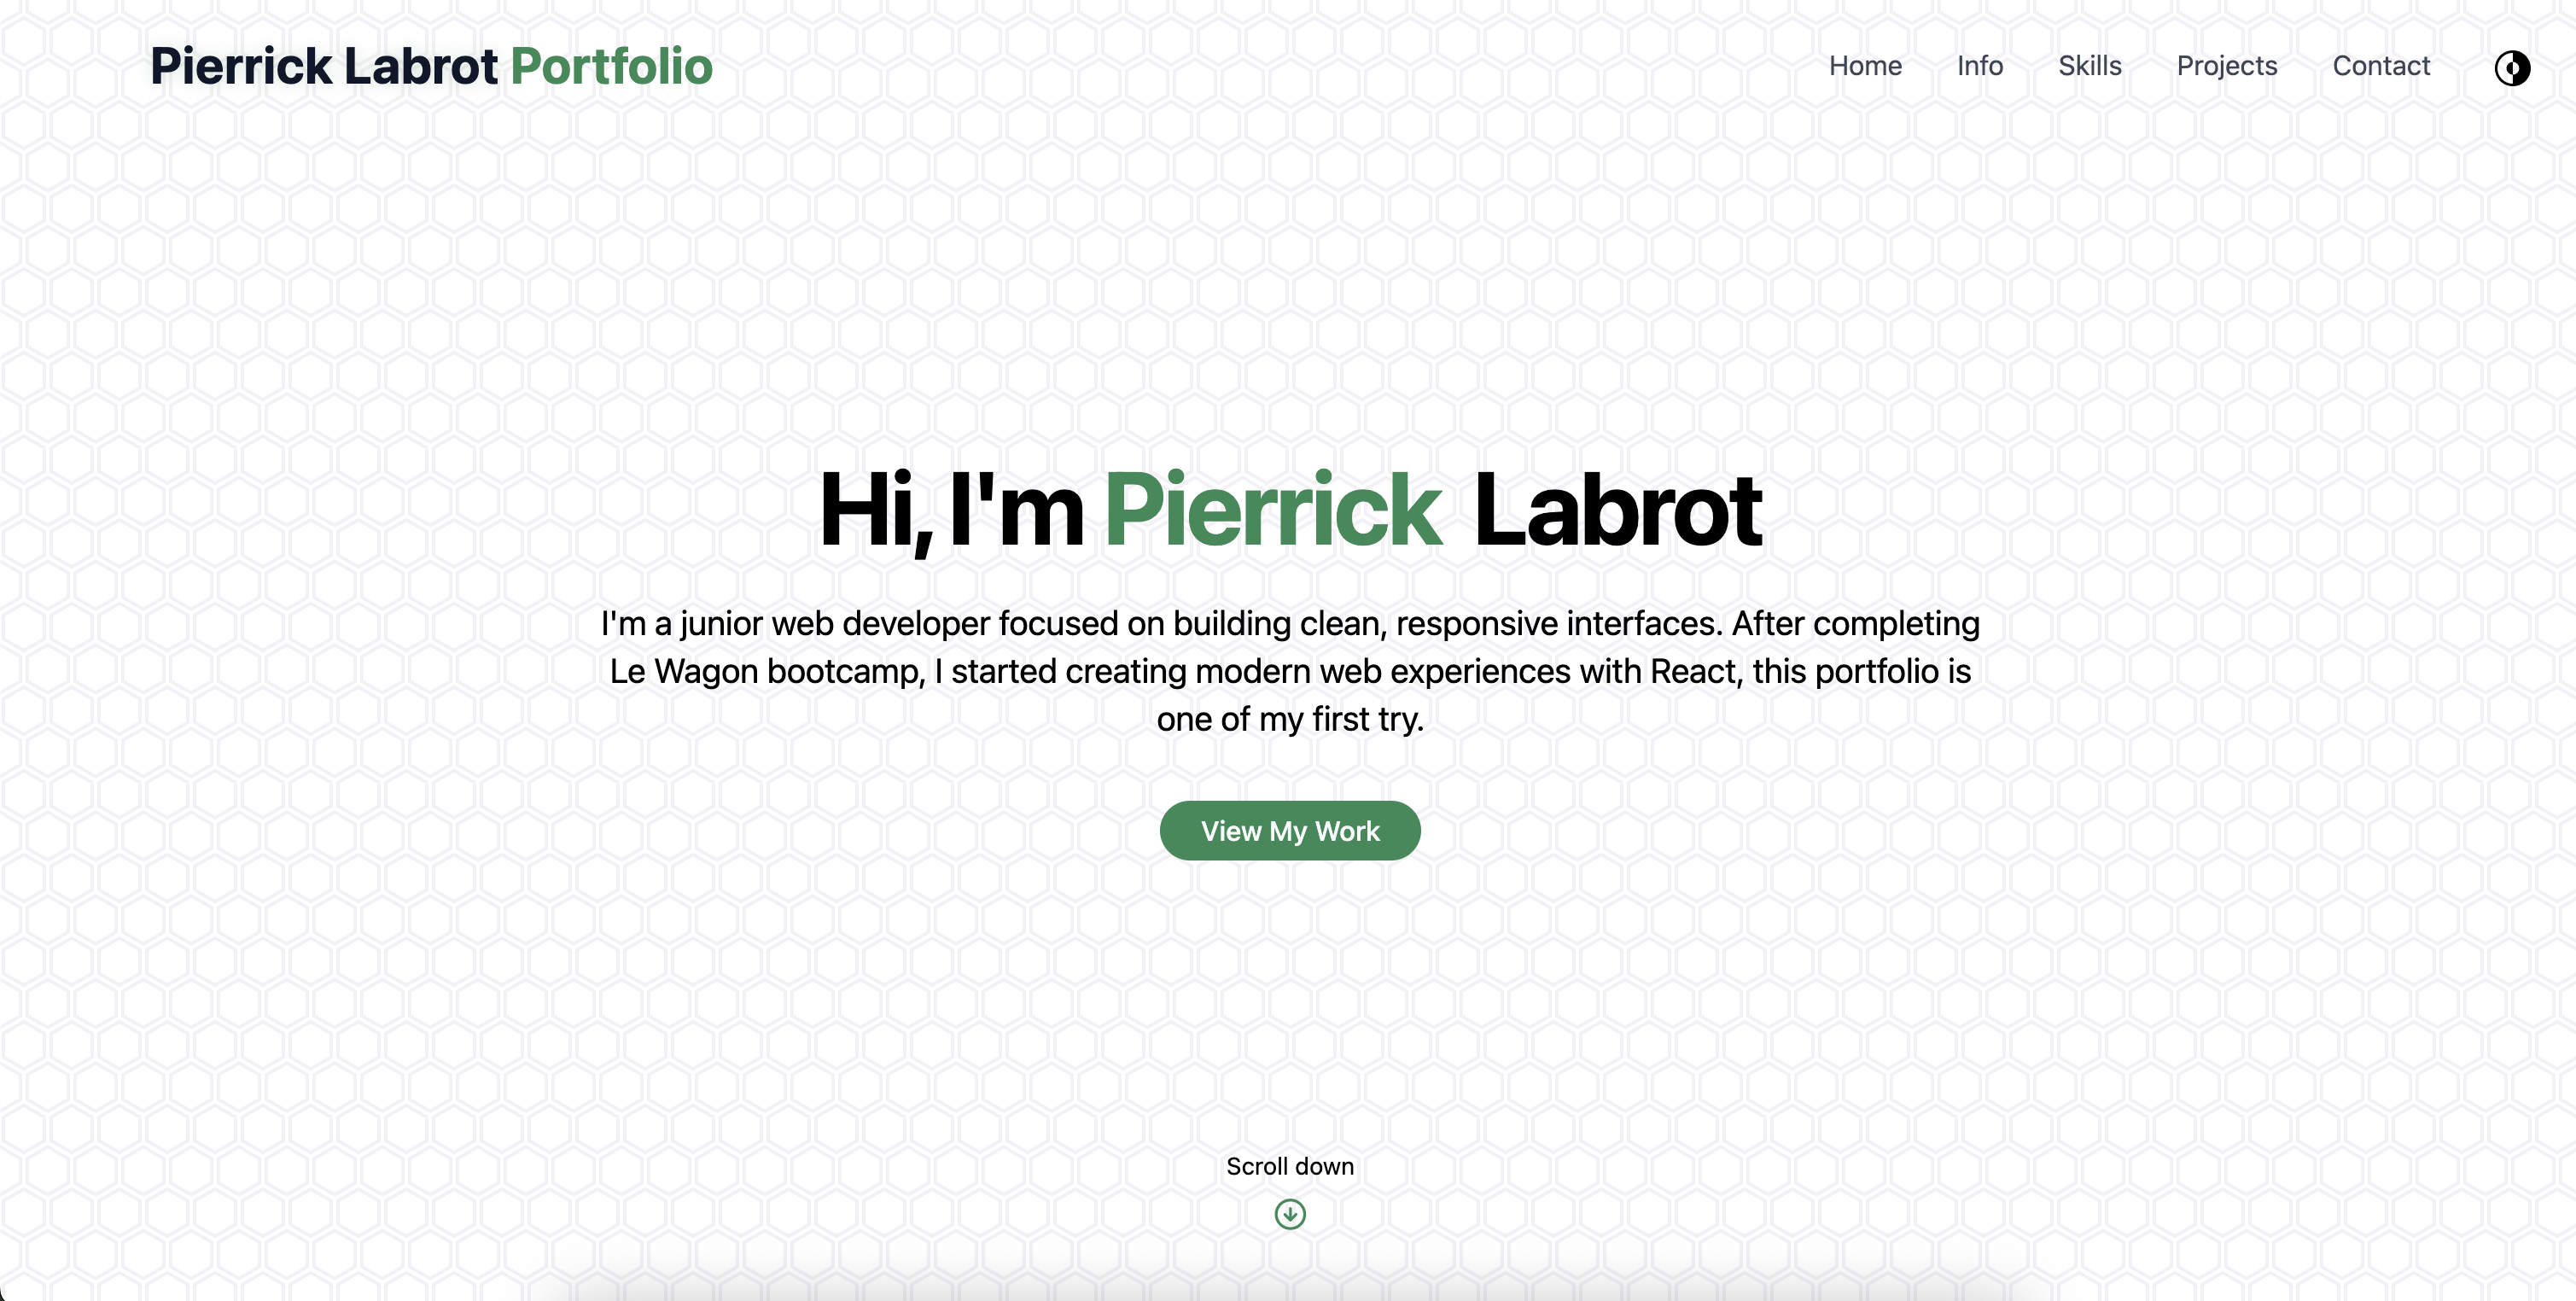 Pierrick Labrot Portfolio
Home Info Skills Projects Contact
Hi, I'm Pierrick Labrot
I'm a junior web developer focused on building clean, responsive interfaces. After completing
Le Wagon bootcamp, I started creating modern web experiences with React, this portfolio is
one of my first try.
View My Work
Scroll down